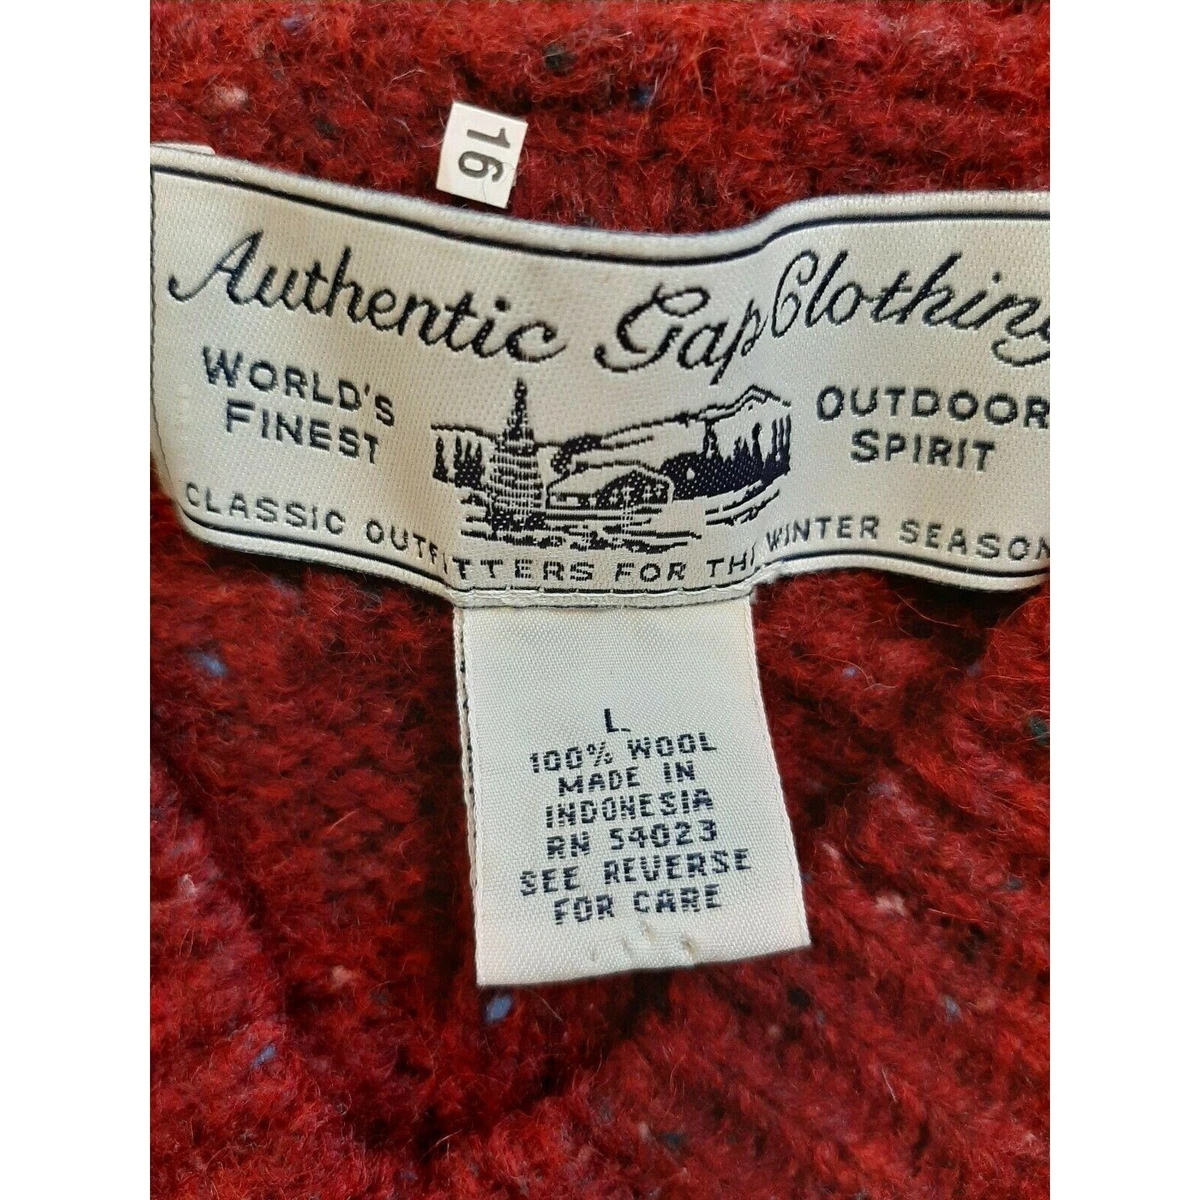 16
Authentic Gap Clothing
WORLD'S
FINEST
OUTDOOR
SPIRIT
CLASSIC OUTFITTERS FOR THE WINTER SEASON
L
100% WOOL
MADE IN
INDONESIA
RN 54023
SEE REVERSE
FOR CARE